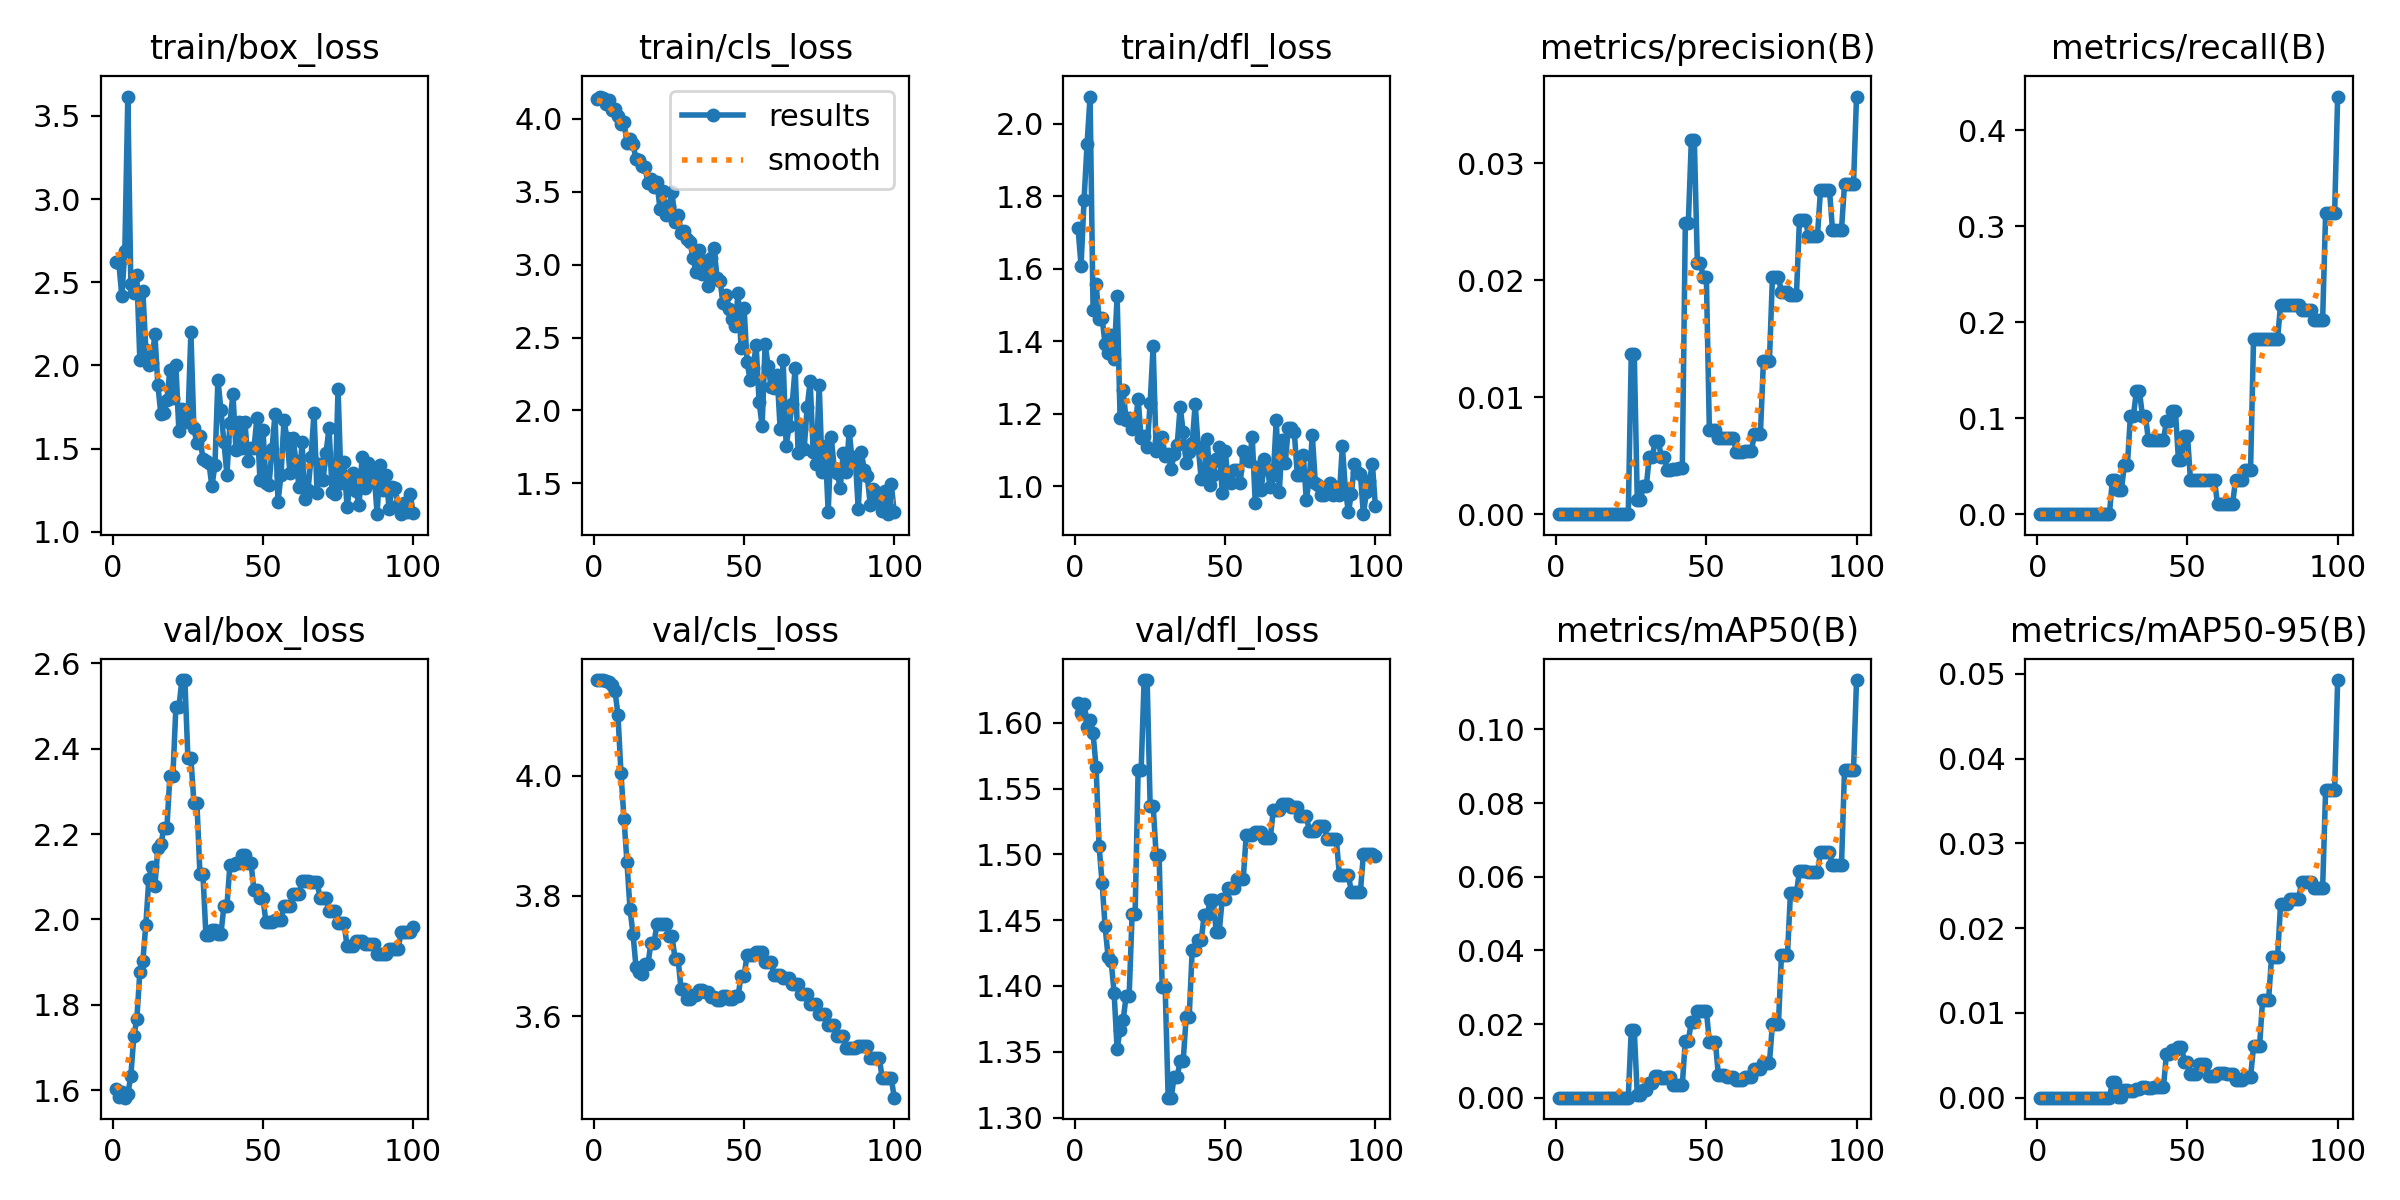 train/box_loss
3.5
3.0
2.5
2.0
1.5
1.0
0 50 100
train/cls_loss
results
smooth
4.0
3.5
3.0
2.5
2.0
1.5
0 50 100
train/dfl_loss
2.0
1.8
1.6
1.4
1.2
1.0
0 50 100
metrics/precision(B)
0.03
0.02
0.01
0.00
0 50 100
metrics/recall(B)
0.4
0.3
0.2
0.1
0.0
0 50 100
val/box_loss
2.6
2.4
2.2
2.0
1.8
1.6
0 50 100
val/cls_loss
4.0
3.8
3.6
0 50 100
val/dfl_loss
1.60
1.55
1.50
1.45
1.40
1.35
1.30
0 50 100
metrics/mAP50(B)
0.10
0.08
0.06
0.04
0.02
0.00
0 50 100
metrics/mAP50-95(B)
0.05
0.04
0.03
0.02
0.01
0.00
0 50 100